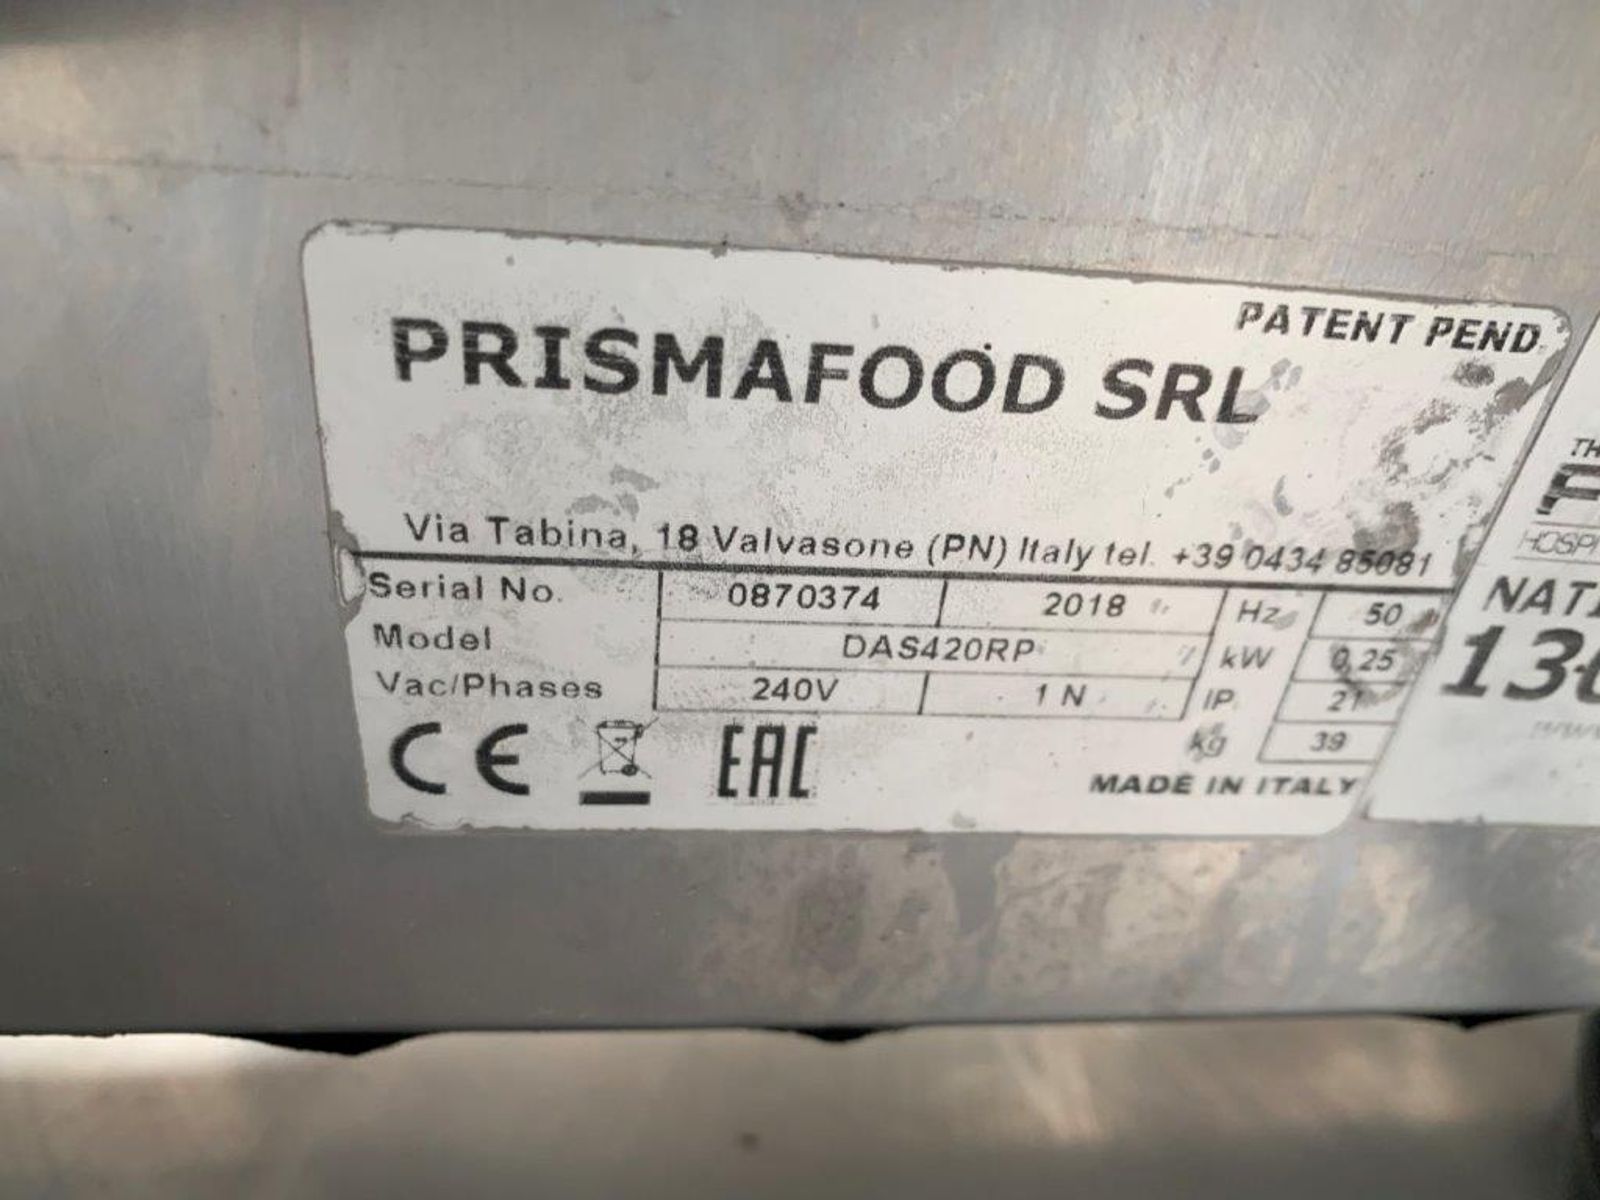 PATENT PEND.
PRISMAFOOD SRL
Via Tabina, 18 Valvasone (PN) Italy tel. +39 0434 85081
Serial No. 0870374 2018 Hz 50
Model DAS420RP kW 0,25
Vac/Phases 240V 1 N IP 21
kg 39
CE EAC
MADE IN ITALY
TH
F
HOSPI
NATI
13